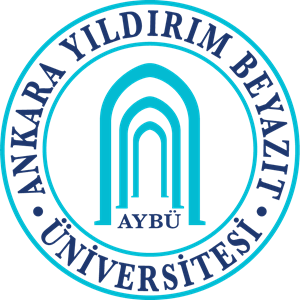 ANKARA YILDIRIM BEYAZIT
ÜNİVERSİTESİ
AYBÜ